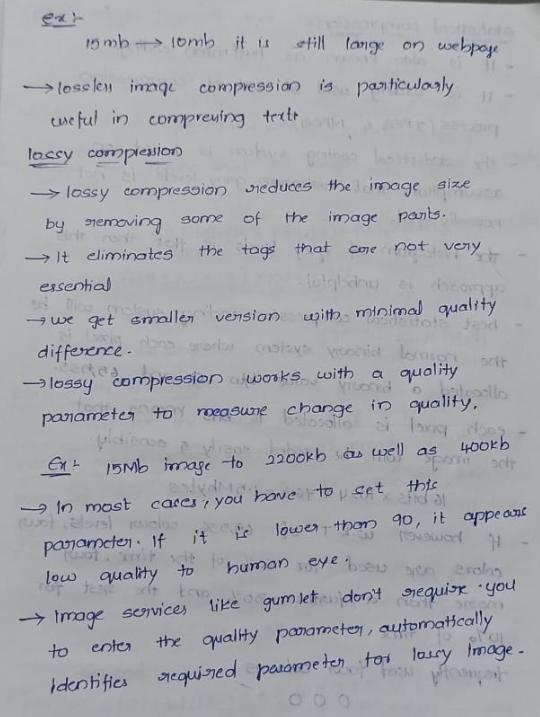 ex:-
15mb → 10mb it is still large on webpage
→ lossless image compression is particularly
useful in compressing texts
lossy compression
→ lossy compression reduces the image size
by removing some of the image parts.
→ It eliminates the tags that are not very
essential
→ we get smaller version with minimal quality
difference.
→ lossy compression works with a quality
parameter to measure change in quality.
Ex:- 15Mb image to 2200kb as well as 400kb
→ In most cases, you have to set this
parameter. If it is lower than 90, it appears
low quality to human eye.
→ Image services like gumlet don't require you
to enter the quality parameter, automatically
identifies required parameter for lossy Image.